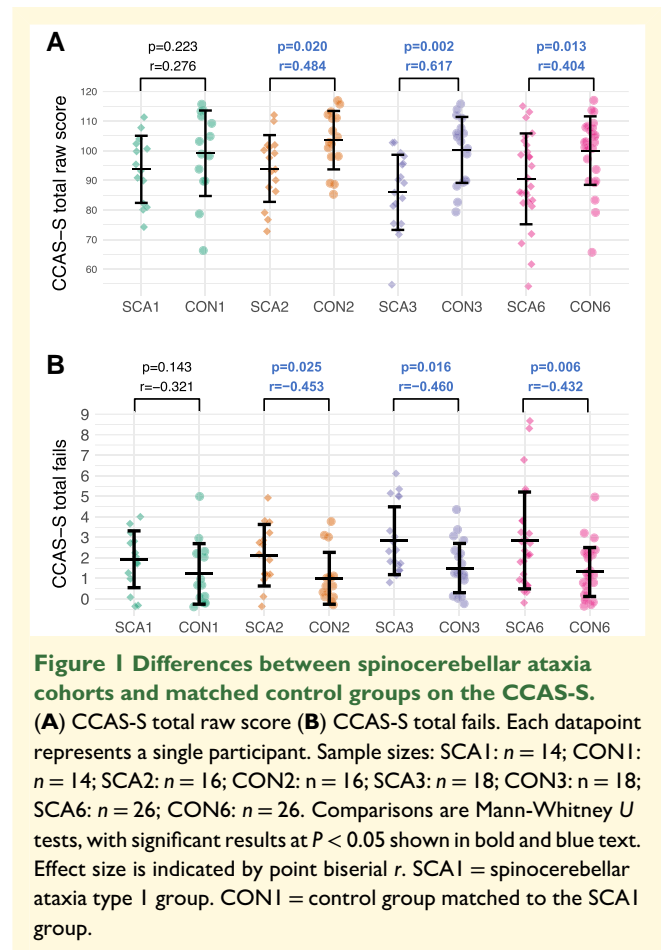 A
p=0.223 p=0.020 p=0.002 p=0.013
r=0.276 r=0.484 r=0.617 r=0.404
CCAS−S total raw score
120
110
100
90
80
70
60
SCA1 CON1 SCA2 CON2 SCA3 CON3 SCA6 CON6
B
p=0.143 p=0.025 p=0.016 p=0.006
r=−0.321 r=−0.453 r=−0.460 r=−0.432
CCAS−S total fails
9
8
7
6
5
4
3
2
1
0
SCA1 CON1 SCA2 CON2 SCA3 CON3 SCA6 CON6
Figure 1 Differences between spinocerebellar ataxia
cohorts and matched control groups on the CCAS-S.
(A) CCAS-S total raw score (B) CCAS-S total fails. Each datapoint
represents a single participant. Sample sizes: SCA1: n = 14; CON1:
n = 14; SCA2: n = 16; CON2: n = 16; SCA3: n = 18; CON3: n = 18;
SCA6: n = 26; CON6: n = 26. Comparisons are Mann-Whitney U
tests, with significant results at P < 0.05 shown in bold and blue text.
Effect size is indicated by point biserial r. SCA1 = spinocerebellar
ataxia type 1 group. CON1 = control group matched to the SCA1
group.